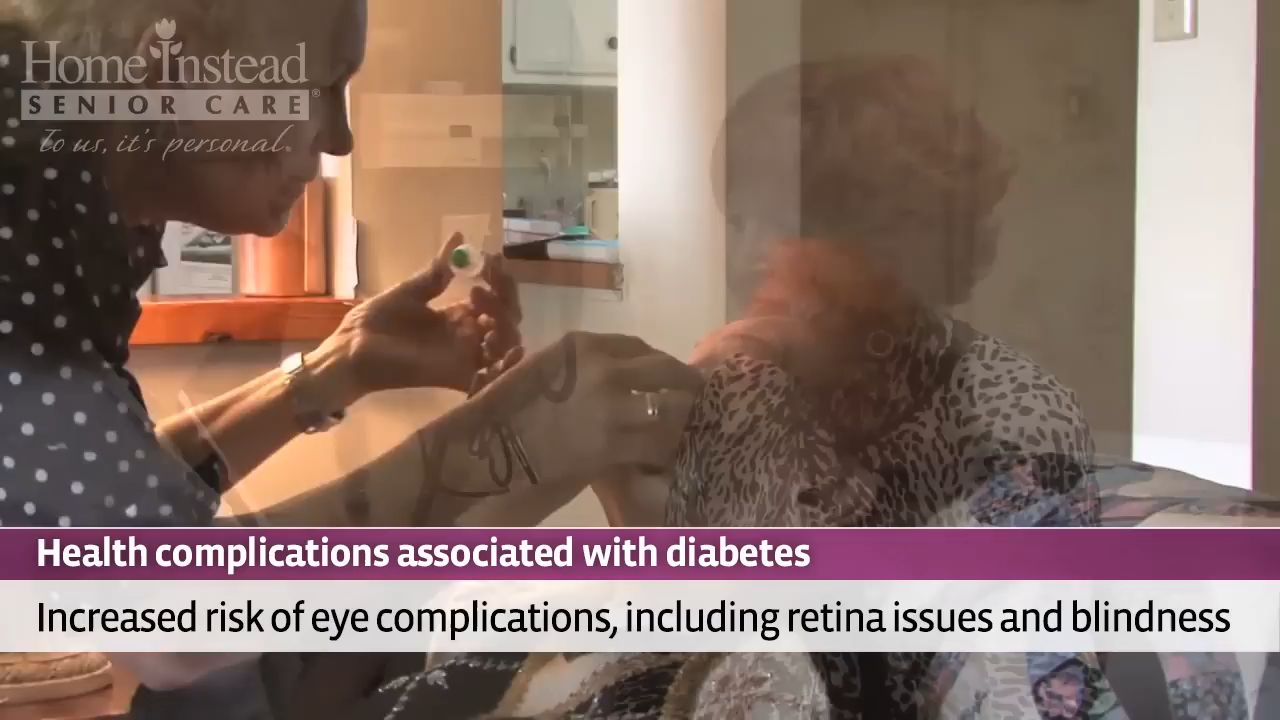 Home Instead
SENIOR CARE®
To us, it's personal.
Health complications associated with diabetes
Increased risk of eye complications, including retina issues and blindness